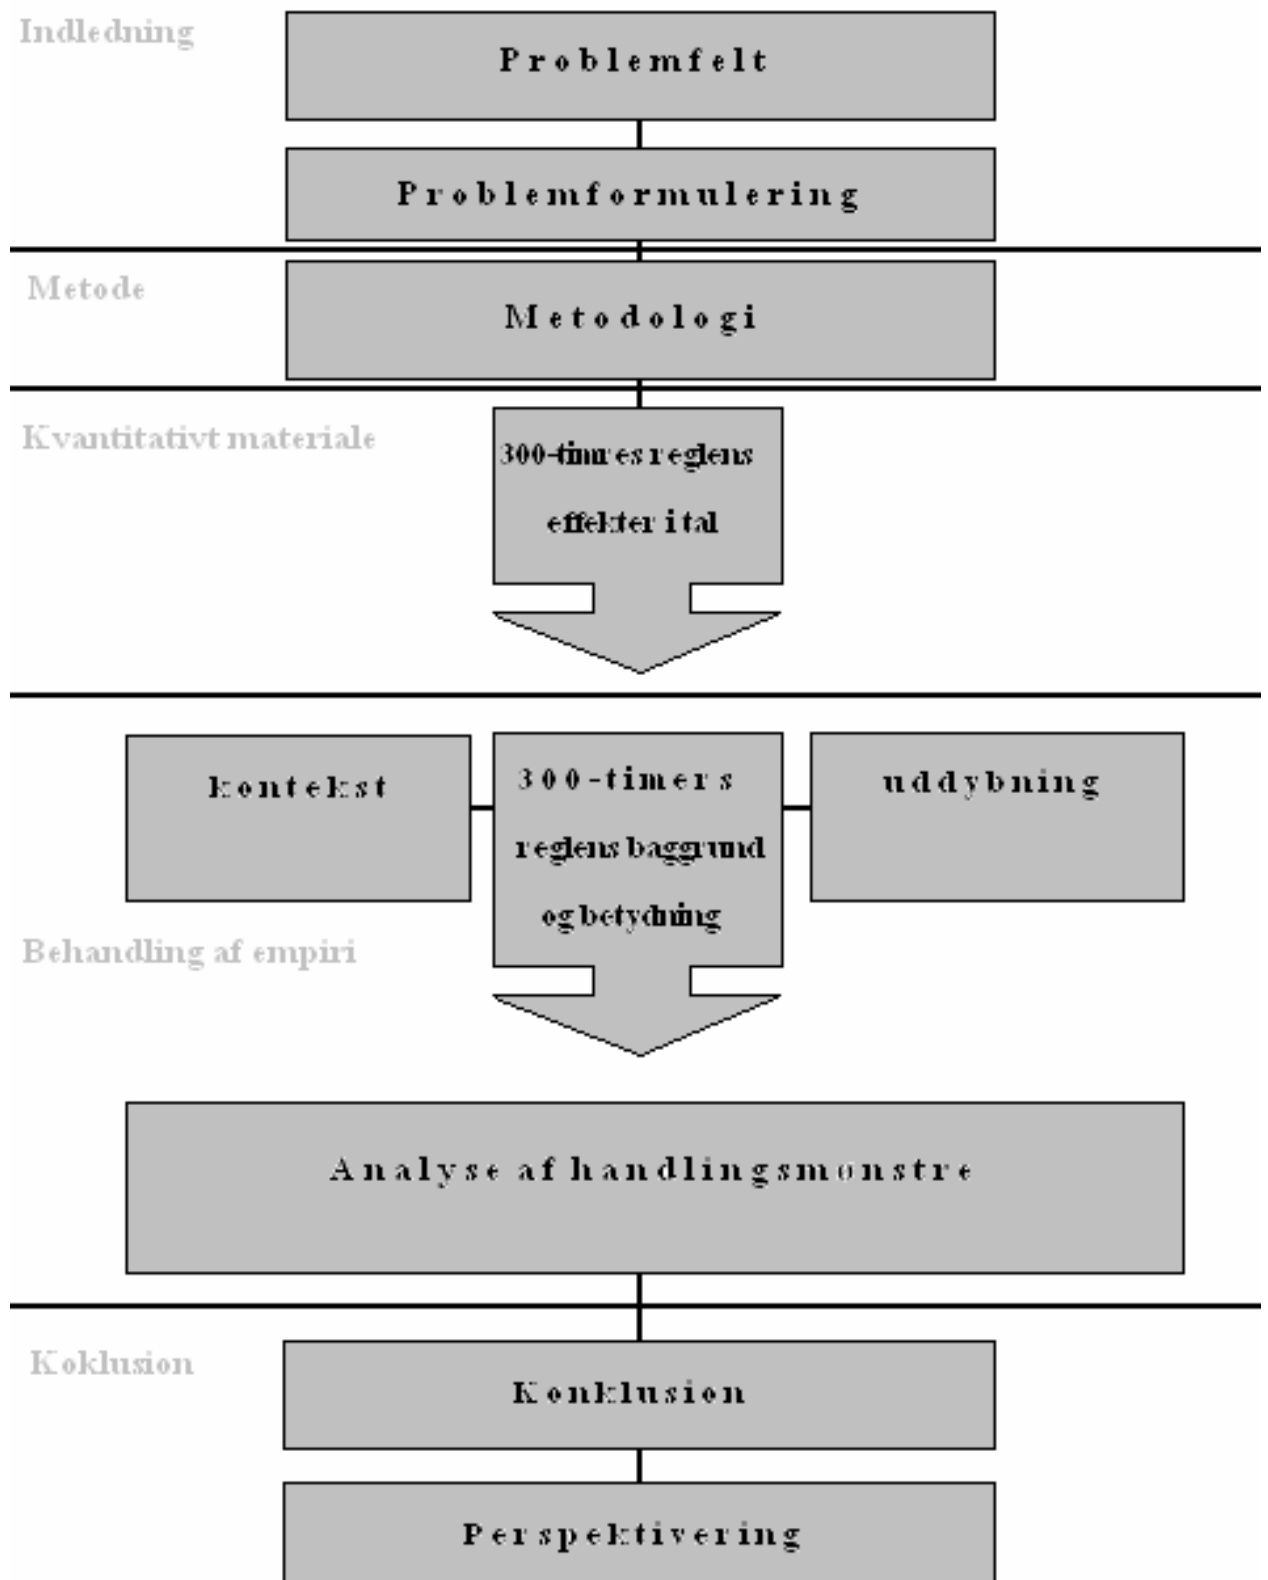 Indledning
Problemfelt
Problemformulering
Metode
Metodologi
Kvantitativt materiale
300-timres reglens
effekter i tal
kontekst
300-timers
reglens baggrund
og betydning
uddybning
Behandling af empiri
Analyse af handlingsmønstre
Koklusion
Konklusion
Perspektivering